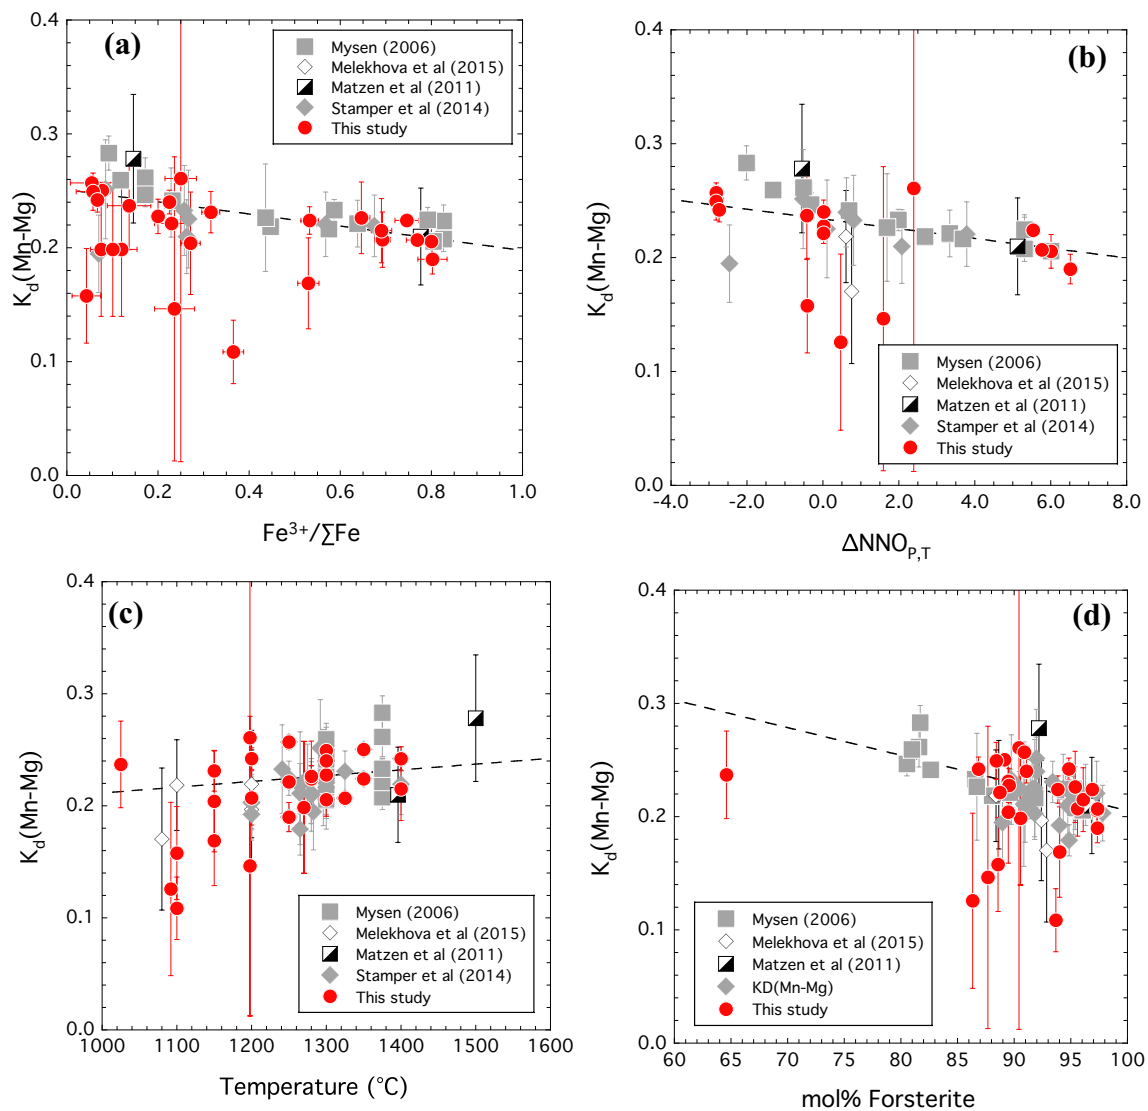 (a)
Mysen (2006)
Melekhova et al (2015)
Matzen et al (2011)
Stamper et al (2014)
This study
0.4
0.3
0.2
0.1
0.0
K_d(Mn-Mg)
0.0 0.2 0.4 0.6 0.8 1.0
Fe³⁺/∑Fe
(b)
Mysen (2006)
Melekhova et al (2015)
Matzen et al (2011)
Stamper et al (2014)
This study
0.4
0.3
0.2
0.1
0.0
K_d(Mn-Mg)
-4.0 -2.0 0.0 2.0 4.0 6.0 8.0
ΔNNO_P,T
(c)
Mysen (2006)
Melekhova et al (2015)
Matzen et al (2011)
Stamper et al (2014)
This study
0.4
0.3
0.2
0.1
0.0
K_d(Mn-Mg)
1000 1100 1200 1300 1400 1500 1600
Temperature (°C)
(d)
Mysen (2006)
Melekhova et al (2015)
Matzen et al (2011)
KD(Mn-Mg)
This study
0.4
0.3
0.2
0.1
0.0
K_d(Mn-Mg)
60 65 70 75 80 85 90 95 100
mol% Forsterite